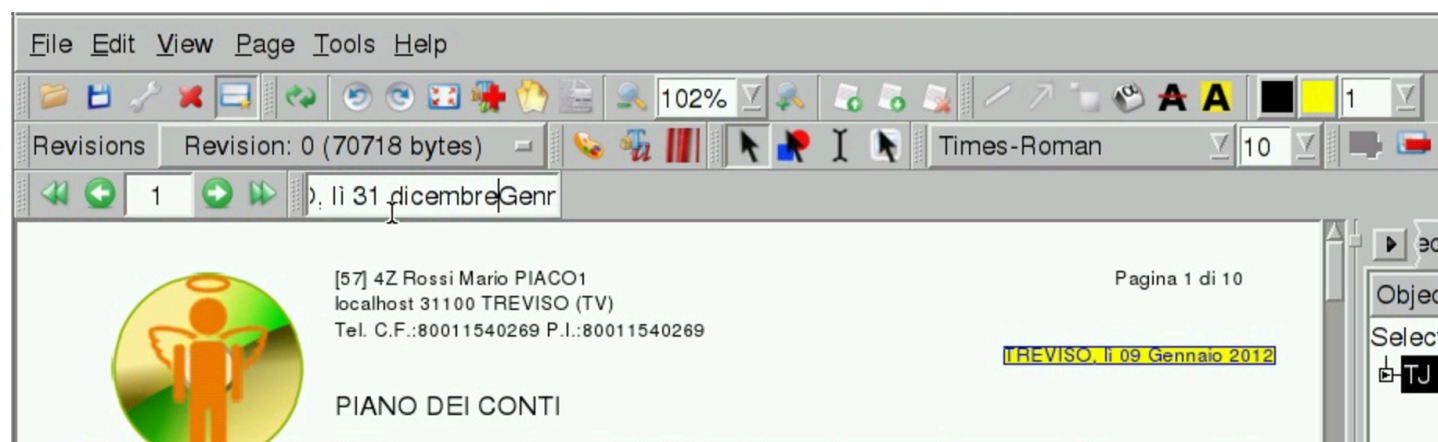 File Edit View Page Tools Help
102% A A 1
Revisions Revision: 0 (70718 bytes) Times-Roman 10
1 , lì 31 dicembreGenr
[57] 4Z Rossi Mario PIACO1 Pagina 1 di 10
localhost 31100 TREVISO (TV)
Tel. C.F.:80011540269 P.I.:80011540269
TREVISO, lì 09 Gennaio 2012
PIANO DEI CONTI
Objec
Selec
TJ